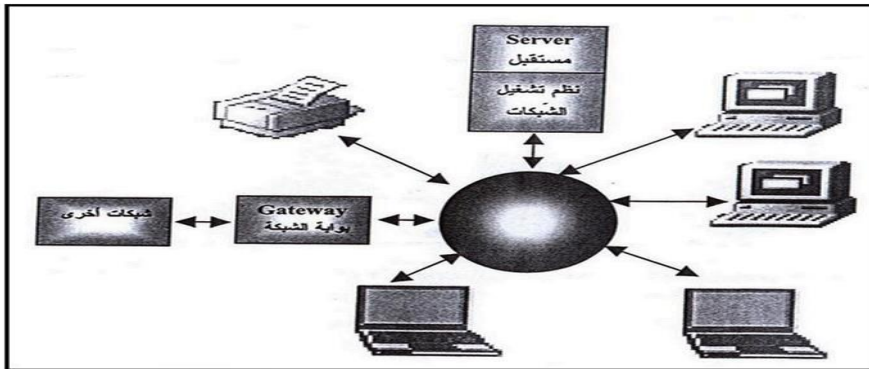 Server
مستقبل
نظم تشغيل
الشبكات
شبكات أخرى
Gateway
بوابة الشبكة